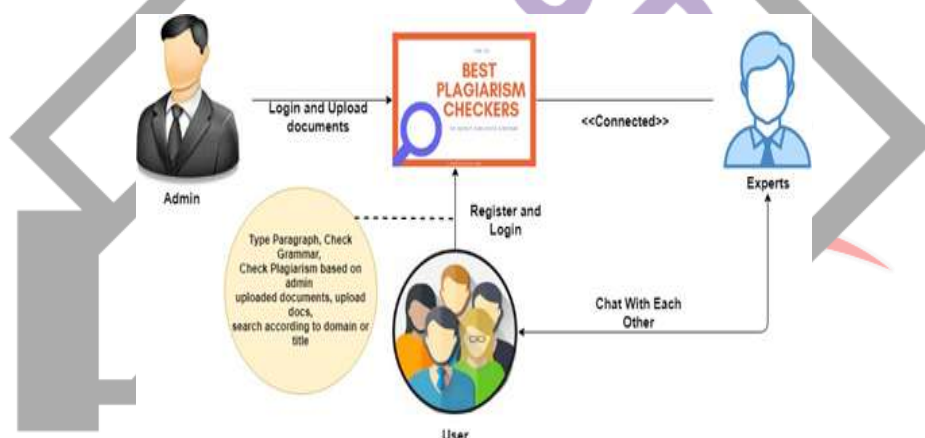 BEST
PLAGIARISM
CHECKERS
Login and Upload
documents
<<Connected>>
Admin
Experts
Register and
Login
Type Paragraph, Check
Grammar,
Check Plagiarism based on
admin
uploaded documents, upload
docs,
search according to domain or
title
Chat With Each
Other
User